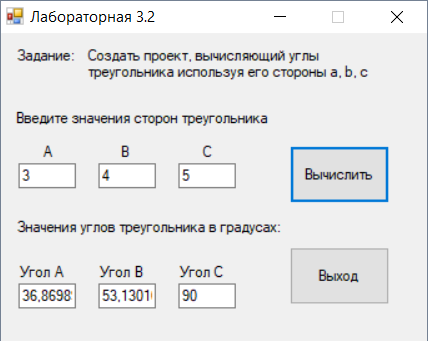 Лабораторная 3.2
Задание: Создать проект, вычисляющий углы
треугольника используя его стороны a, b, c
Введите значения сторон треугольника
A B C
3 4 5
Вычислить
Значения углов треугольника в градусах:
Угол A Угол B Угол C
36,8698 53,1301 90
Выход